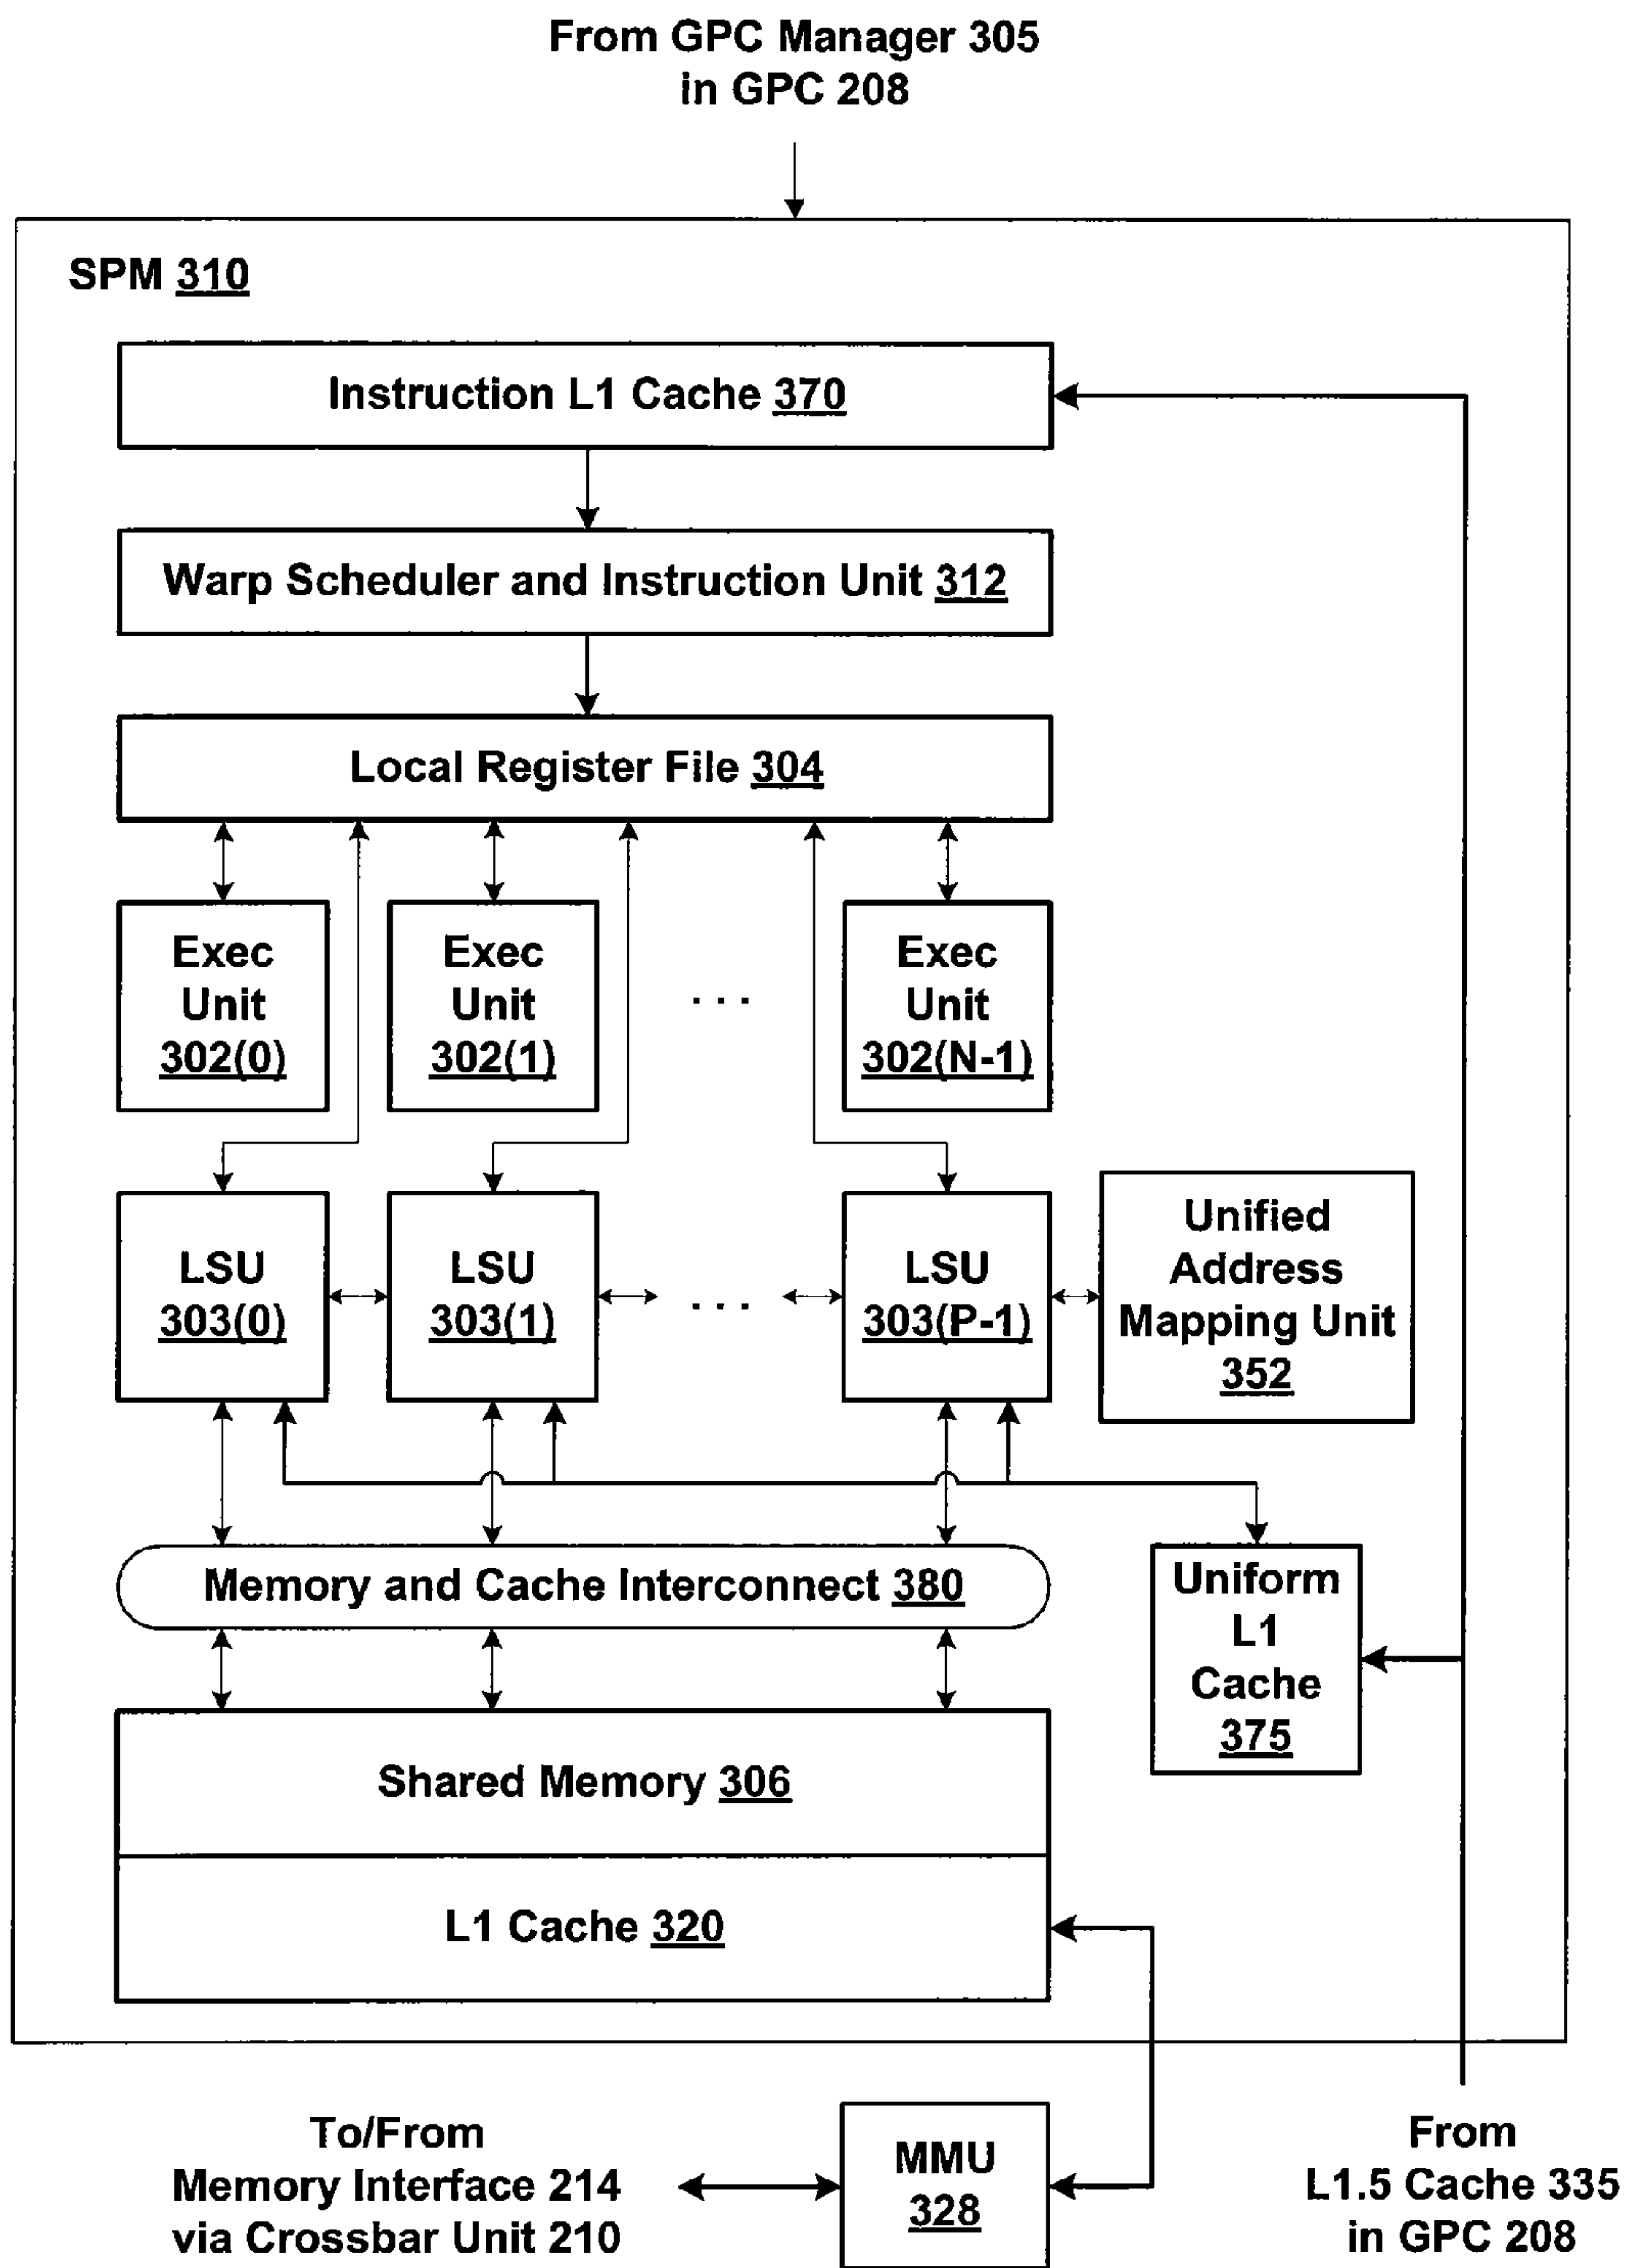 From GPC Manager 305
in GPC 208
SPM 310
Instruction L1 Cache 370
Warp Scheduler and Instruction Unit 312
Local Register File 304
Exec
Unit
302(0)
Exec
Unit
302(1)
. . .
Exec
Unit
302(N-1)
LSU
303(0)
LSU
303(1)
. . .
LSU
303(P-1)
Unified
Address
Mapping Unit
352
Memory and Cache Interconnect 380
Uniform
L1
Cache
375
Shared Memory 306
L1 Cache 320
To/From
Memory Interface 214
via Crossbar Unit 210
MMU
328
From
L1.5 Cache 335
in GPC 208